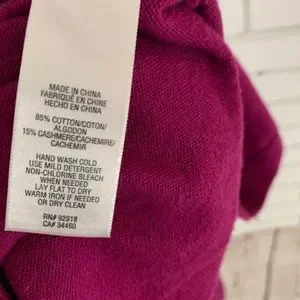 MADE IN CHINA
FABRIQUÉ EN CHINE
HECHO EN CHINA
85% COTTON/COTON/
ALGODON
15% CASHMERE/CACHEMIRE/
CACHEMIR
HAND WASH COLD
USE MILD DETERGENT
NON-CHLORINE BLEACH
WHEN NEEDED
LAY FLAT TO DRY
WARM IRON IF NEEDED
OR DRY CLEAN
RN# 92918
CA# 34450